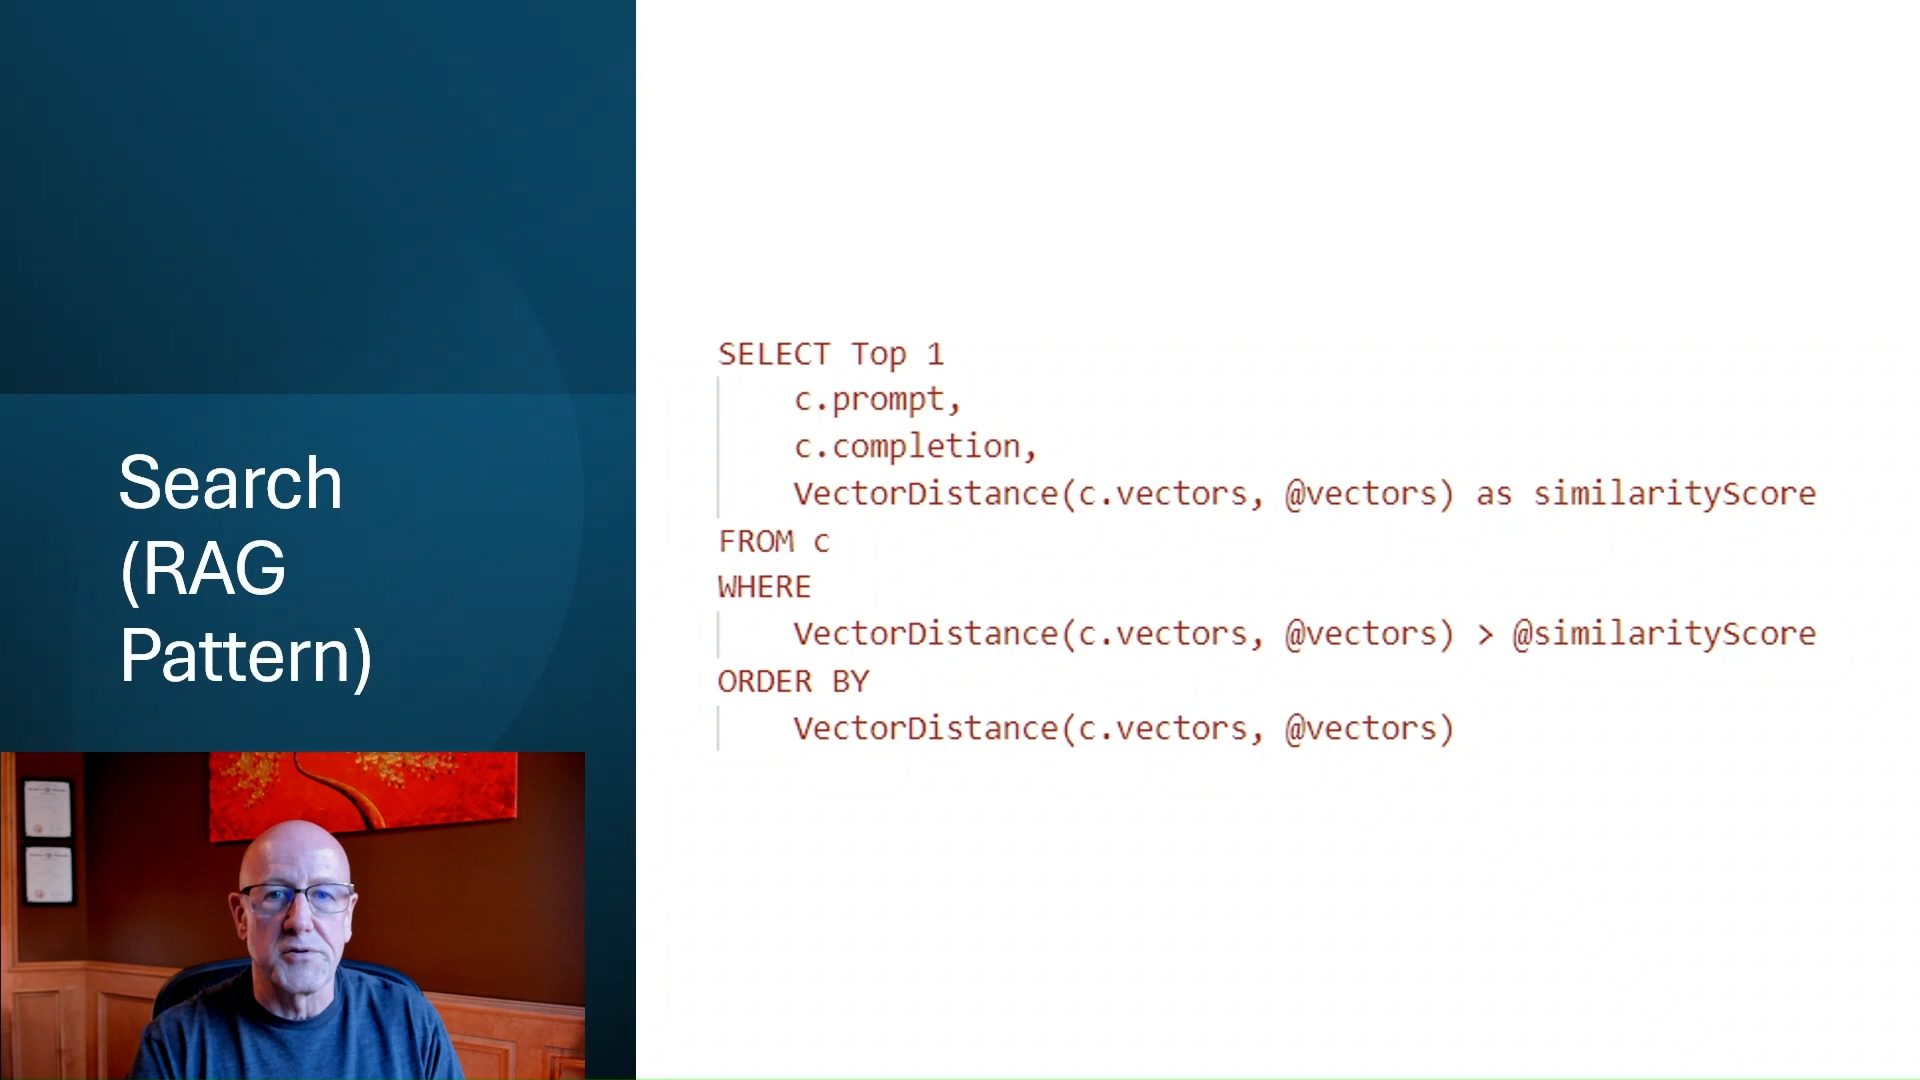 Search
(RAG
Pattern)
SELECT Top 1
c.prompt,
c.completion,
VectorDistance(c.vectors, @vectors) as similarityScore
FROM c
WHERE
VectorDistance(c.vectors, @vectors) > @similarityScore
ORDER BY
VectorDistance(c.vectors, @vectors)